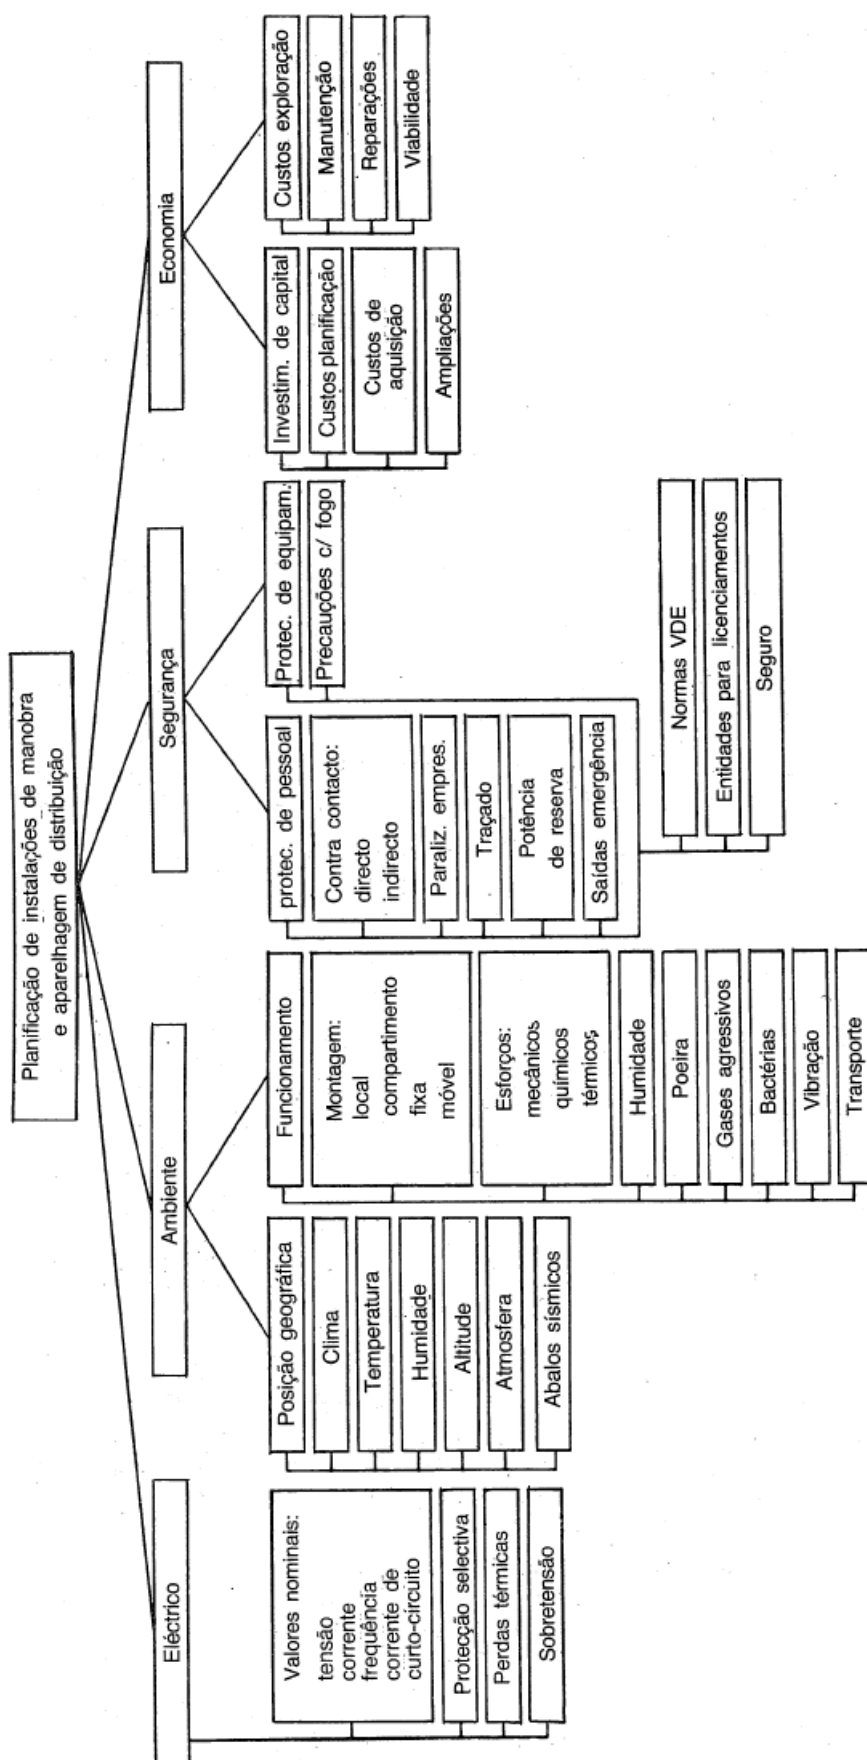 Planificação de instalações de manobra
e aparelhagem de distribuição
Eléctrico
Valores nominais:
tensão
corrente
frequência
corrente de
curto-círcuito
Protecção selectiva
Perdas térmicas
Sobretensão
Ambiente
Posição geográfica
Clima
Temperatura
Humidade
Altitude
Atmosfera
Abalos sísmicos
Funcionamento
Montagem:
local
compartimento
fixa
móvel
Esforços:
mecânicos
químicos
térmicos
Humidade
Poeira
Gases agressivos
Bactérias
Vibração
Transporte
Segurança
protec. de pessoal
Contra contacto:
directo
indirecto
Paraliz. empres.
Traçado
Potência
de reserva
Saídas emergência
Protec. de equipam.
Precauções c/ fogo
Normas VDE
Entidades para licenciamentos
Seguro
Economia
Investim. de capital
Custos planificação
Custos de
aquisição
Ampliações
Custos exploração
Manutenção
Reparações
Viabilidade